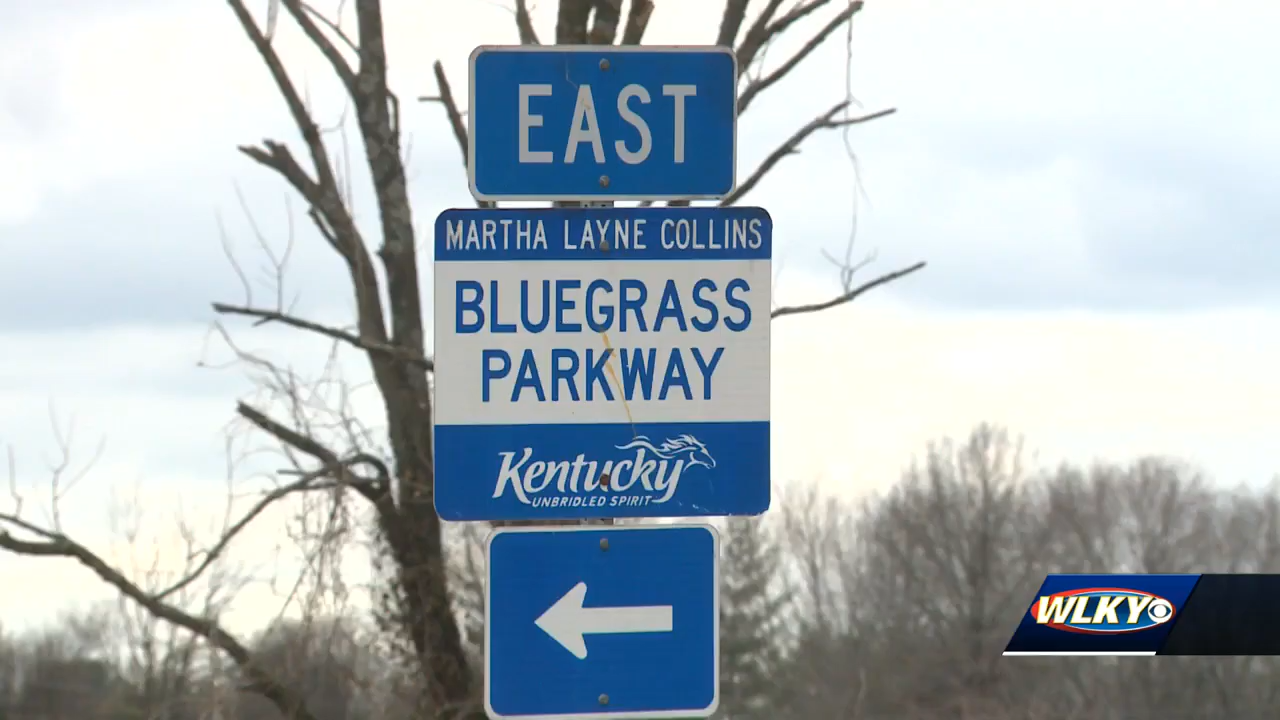 EAST
MARTHA LAYNE COLLINS
BLUEGRASS
PARKWAY
Kentucky
UNBRIDLED SPIRIT
WLKY